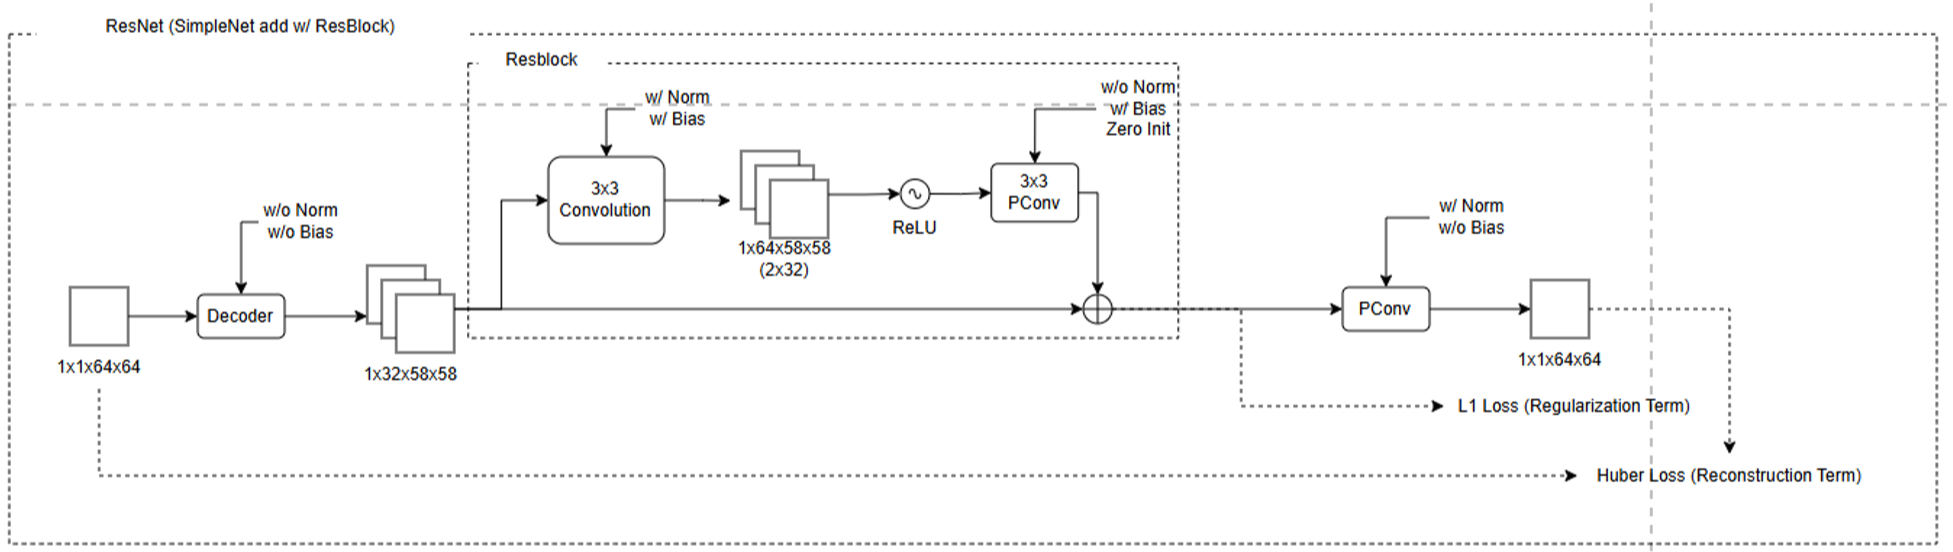 ResNet (SimpleNet add w/ ResBlock)
Resblock
w/ Norm
w/ Bias
w/o Norm
w/ Bias
Zero Init
3x3
Convolution
3x3
PConv
ReLU
1x64x58x58
(2x32)
w/o Norm
w/o Bias
w/ Norm
w/o Bias
Decoder
PConv
1x1x64x64
1x32x58x58
1x1x64x64
L1 Loss (Regularization Term)
Huber Loss (Reconstruction Term)